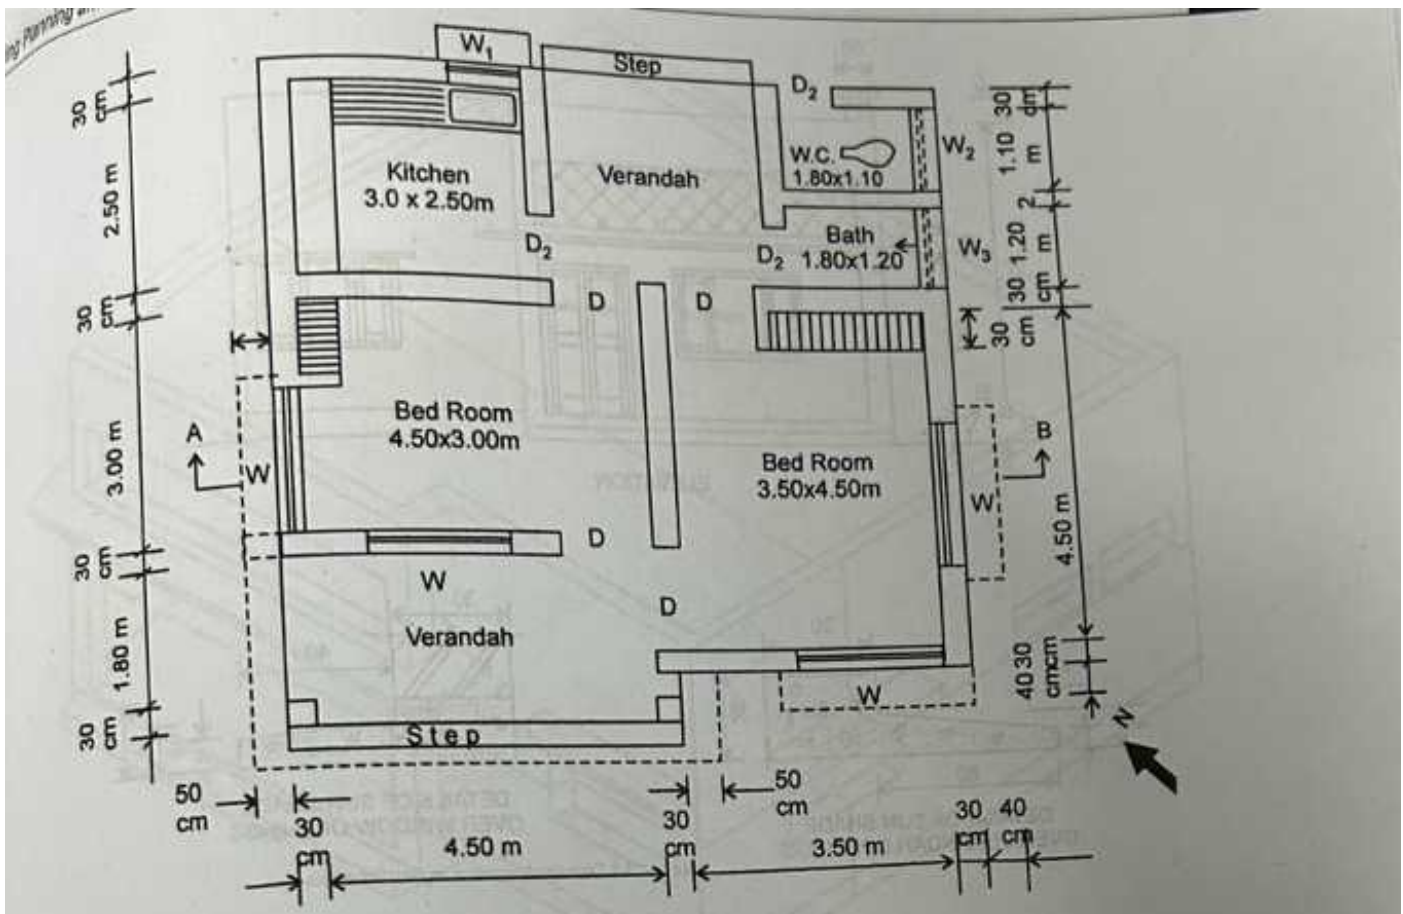 ing Planning an
W1
Step
D2
30 cm
30 cm
Kitchen
3.0 x 2.50m
Verandah
W.C.
1.80x1.10
W2
1.10 m
2.50 m
D2
D2
Bath
1.80x1.20
W3
2
1.20 m
30 cm
D
D
30 cm
30 cm
A
W
Bed Room
4.50x3.00m
Bed Room
3.50x4.50m
B
W
3.00 m
4.50 m
D
30 cm
W
Verandah
D
1.80 m
W
30 cm
40 cm
N
30 cm
Step
50 cm
30 cm
4.50 m
30 cm
50 cm
3.50 m
30 cm
40 cm
ELEVATION